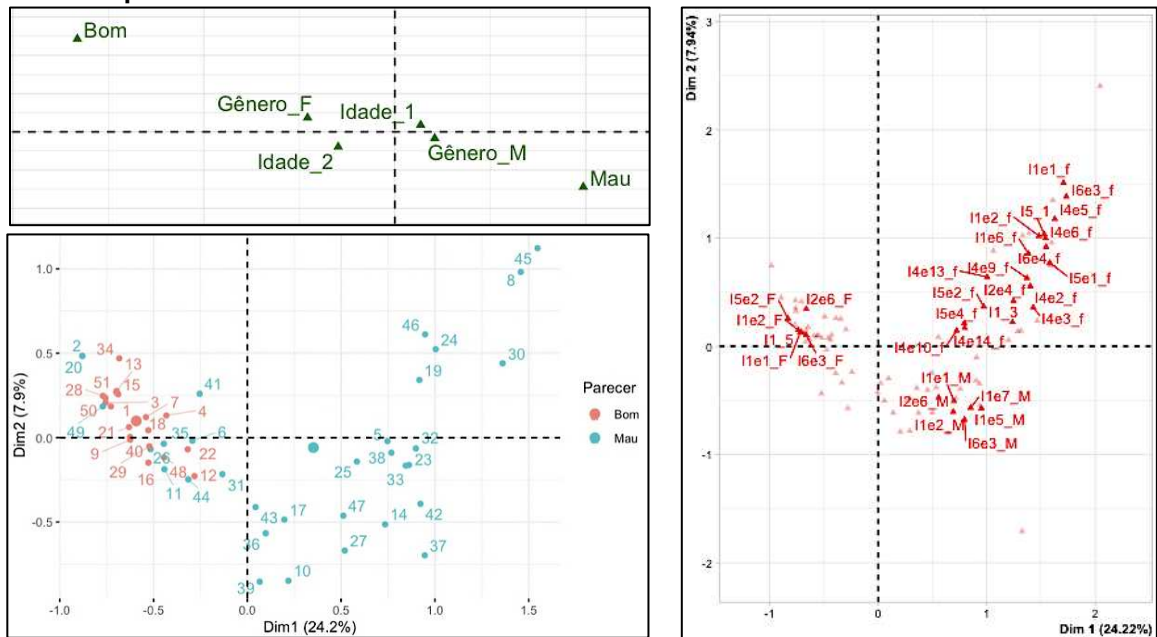 Bom
Gênero_F
Idade_1
Idade_2
Gênero_M
Mau
1.0
0.5
0.0
-0.5
-1.0
-0.5
0.0
0.5
1.0
1.5
Dim2 (7.9%)
Dim1 (24.2%)
45
8
46
24
30
19
2
34
20
13
51
15
41
28
3
7
50
1
4
49
21
18
35
6
5
32
9
40
26
22
38
23
29
48
25
33
16
12
11
44
31
43
17
47
14
42
36
27
37
39
10
Parecer
Bom
Mau
Dim 2 (7.94%)
3
2
1
0
-1
-2
-1
0
1
2
Dim 1 (24.22%)
I1e1_f
I6e3_f
I5_1
I4e5_f
I1e2_f
I4e6_f
I1e6_f
I6e4_f
I4e13_f
I4e9_f
I5e1_f
I5e2_f
I2e4_f
I4e2_f
I5e2_F
I2e6_F
I5e4_f
I1_3
I4e3_f
I1e2_F
I1_5
I4e10_f
I4e14_f
I1e1_F
I6e3_F
I1e1_M
I2e6_M
I1e7_M
I1e2_M
I1e5_M
I6e3_M